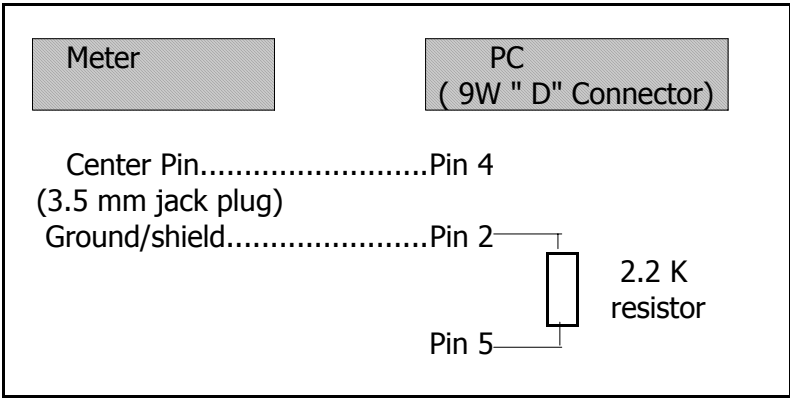 Meter
PC
( 9W " D" Connector)
Center Pin..........................Pin 4
(3.5 mm jack plug)
Ground/shield.......................Pin 2
2.2 K
resistor
Pin 5